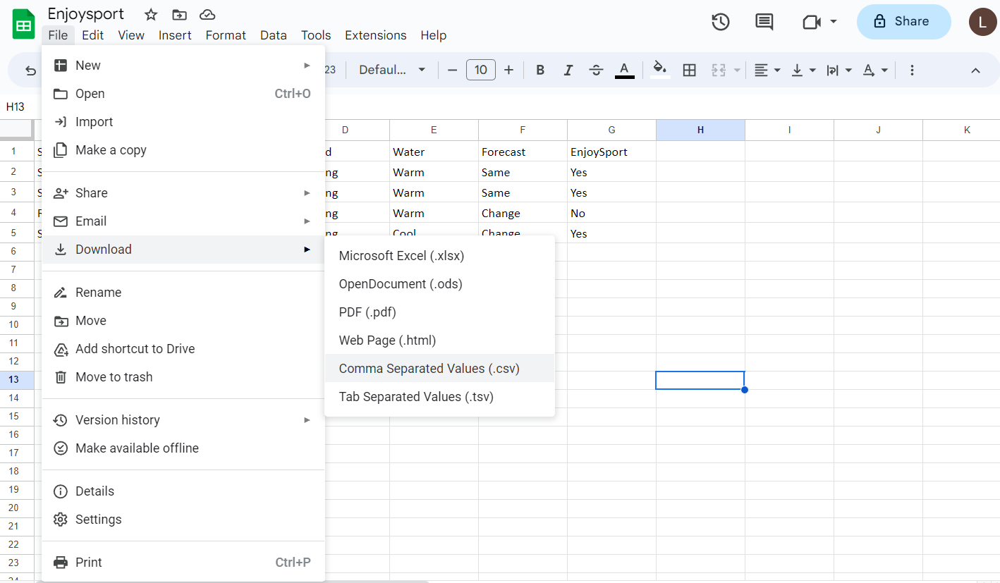 Enjoysport
File Edit View Insert Format Data Tools Extensions Help
Share
L
23 Defaul... 10 B I S A A
H13
D E F G H I J K
1 S d Water Forecast EnjoySport
2 S ng Warm Same Yes
3 S ng Warm Same Yes
4 R ng Warm Change No
5 S ng Cool Change Yes
6
7
8
9
10
11
12
13
14
15
16
17
18
19
20
21
22
23
24
New
Open Ctrl+O
Import
Make a copy
Share
Email
Download
Rename
Move
Add shortcut to Drive
Move to trash
Version history
Make available offline
Details
Settings
Print Ctrl+P
Microsoft Excel (.xlsx)
OpenDocument (.ods)
PDF (.pdf)
Web Page (.html)
Comma Separated Values (.csv)
Tab Separated Values (.tsv)